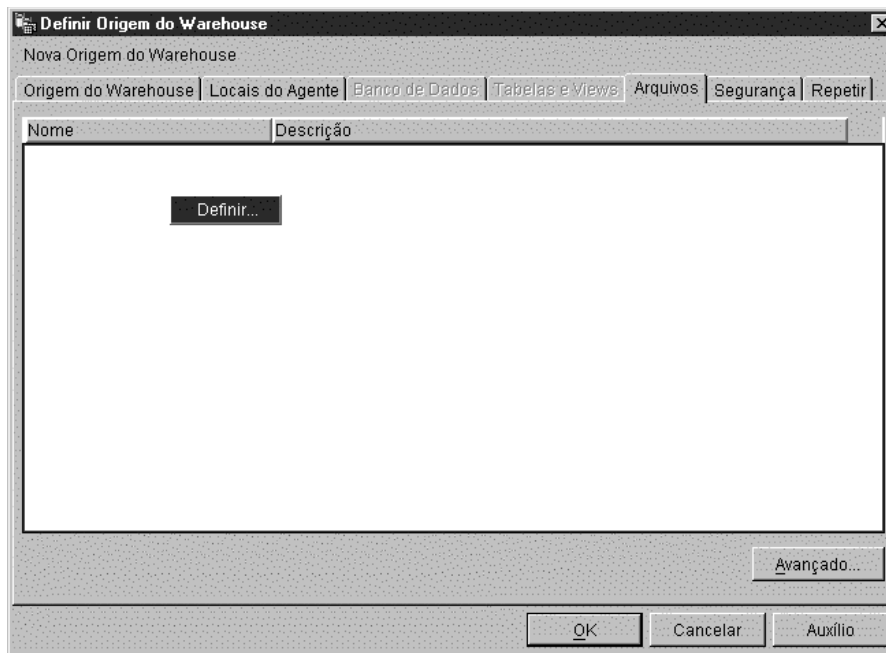 Definir Origem do Warehouse
Nova Origem do Warehouse
Origem do Warehouse Locais do Agente Banco de Dados Tabelas e Views Arquivos Segurança Repetir
Nome Descrição
Definir...
Avançado...
OK Cancelar Auxílio